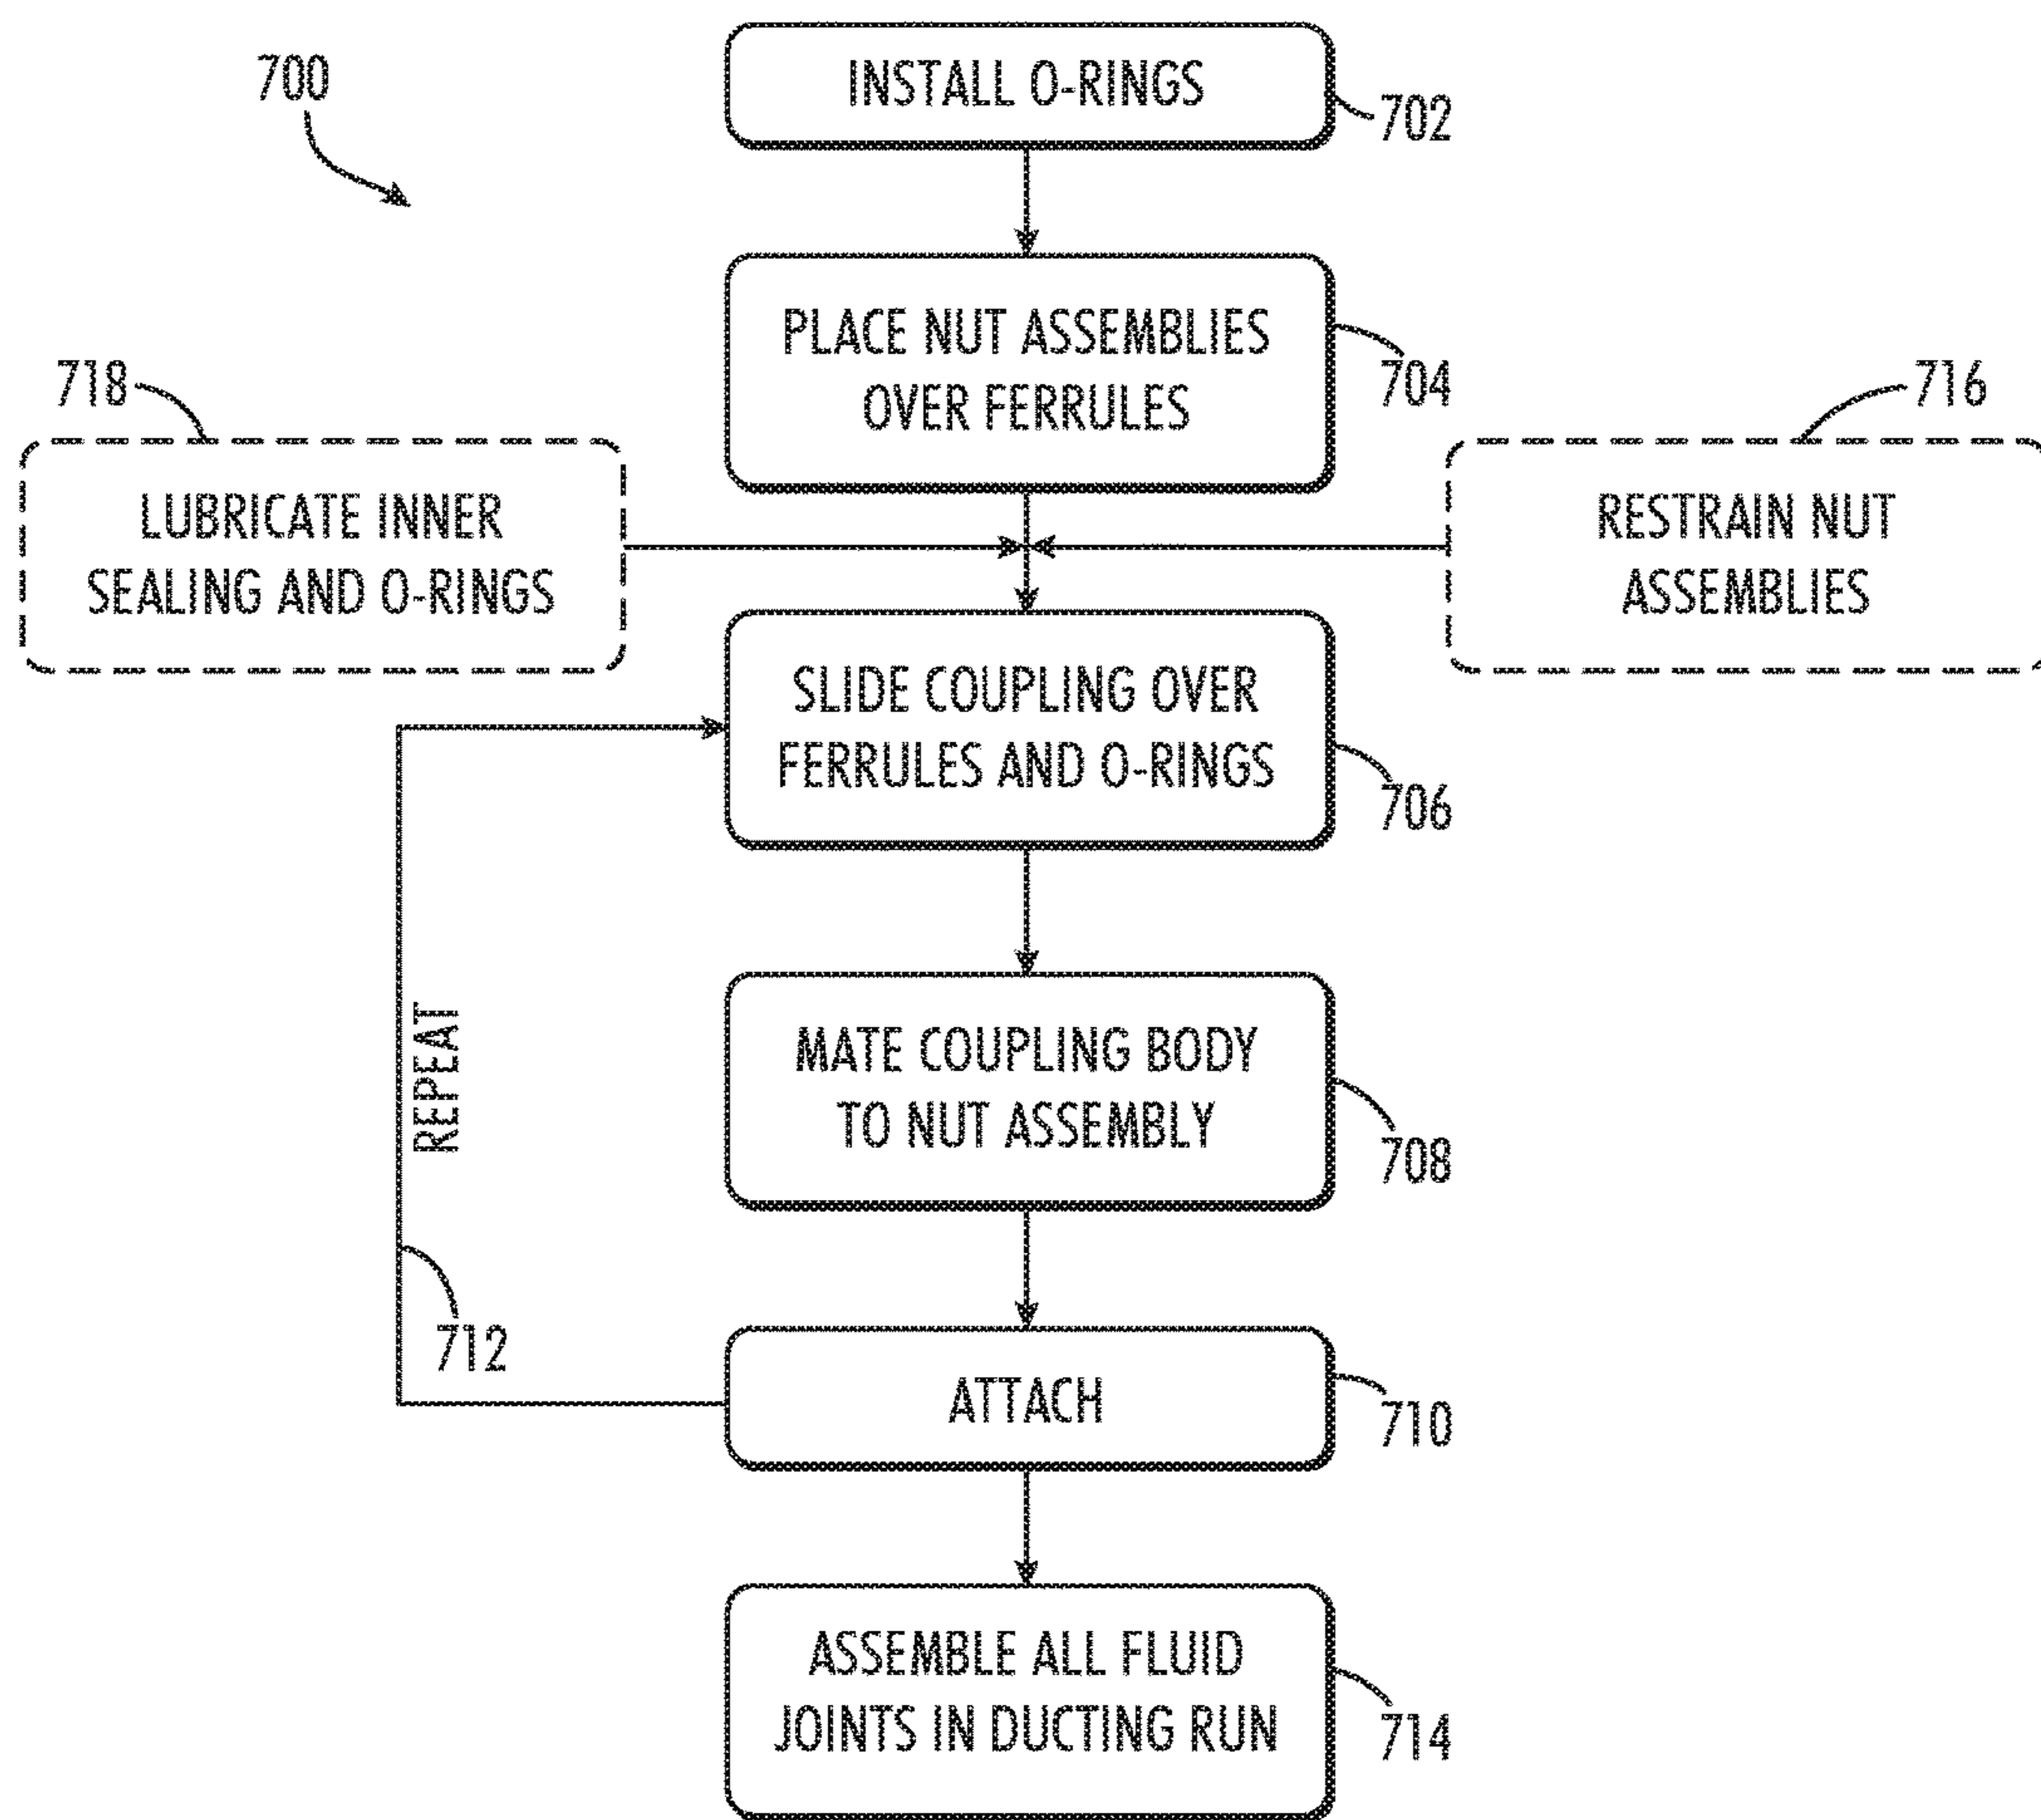 700
INSTALL O-RINGS
702
PLACE NUT ASSEMBLIES
OVER FERRULES
704
718
LUBRICATE INNER
SEALING AND O-RINGS
716
RESTRAIN NUT
ASSEMBLIES
SLIDE COUPLING OVER
FERRULES AND O-RINGS
706
REPEAT
712
MATE COUPLING BODY
TO NUT ASSEMBLY
708
ATTACH
710
ASSEMBLE ALL FLUID
JOINTS IN DUCTING RUN
714